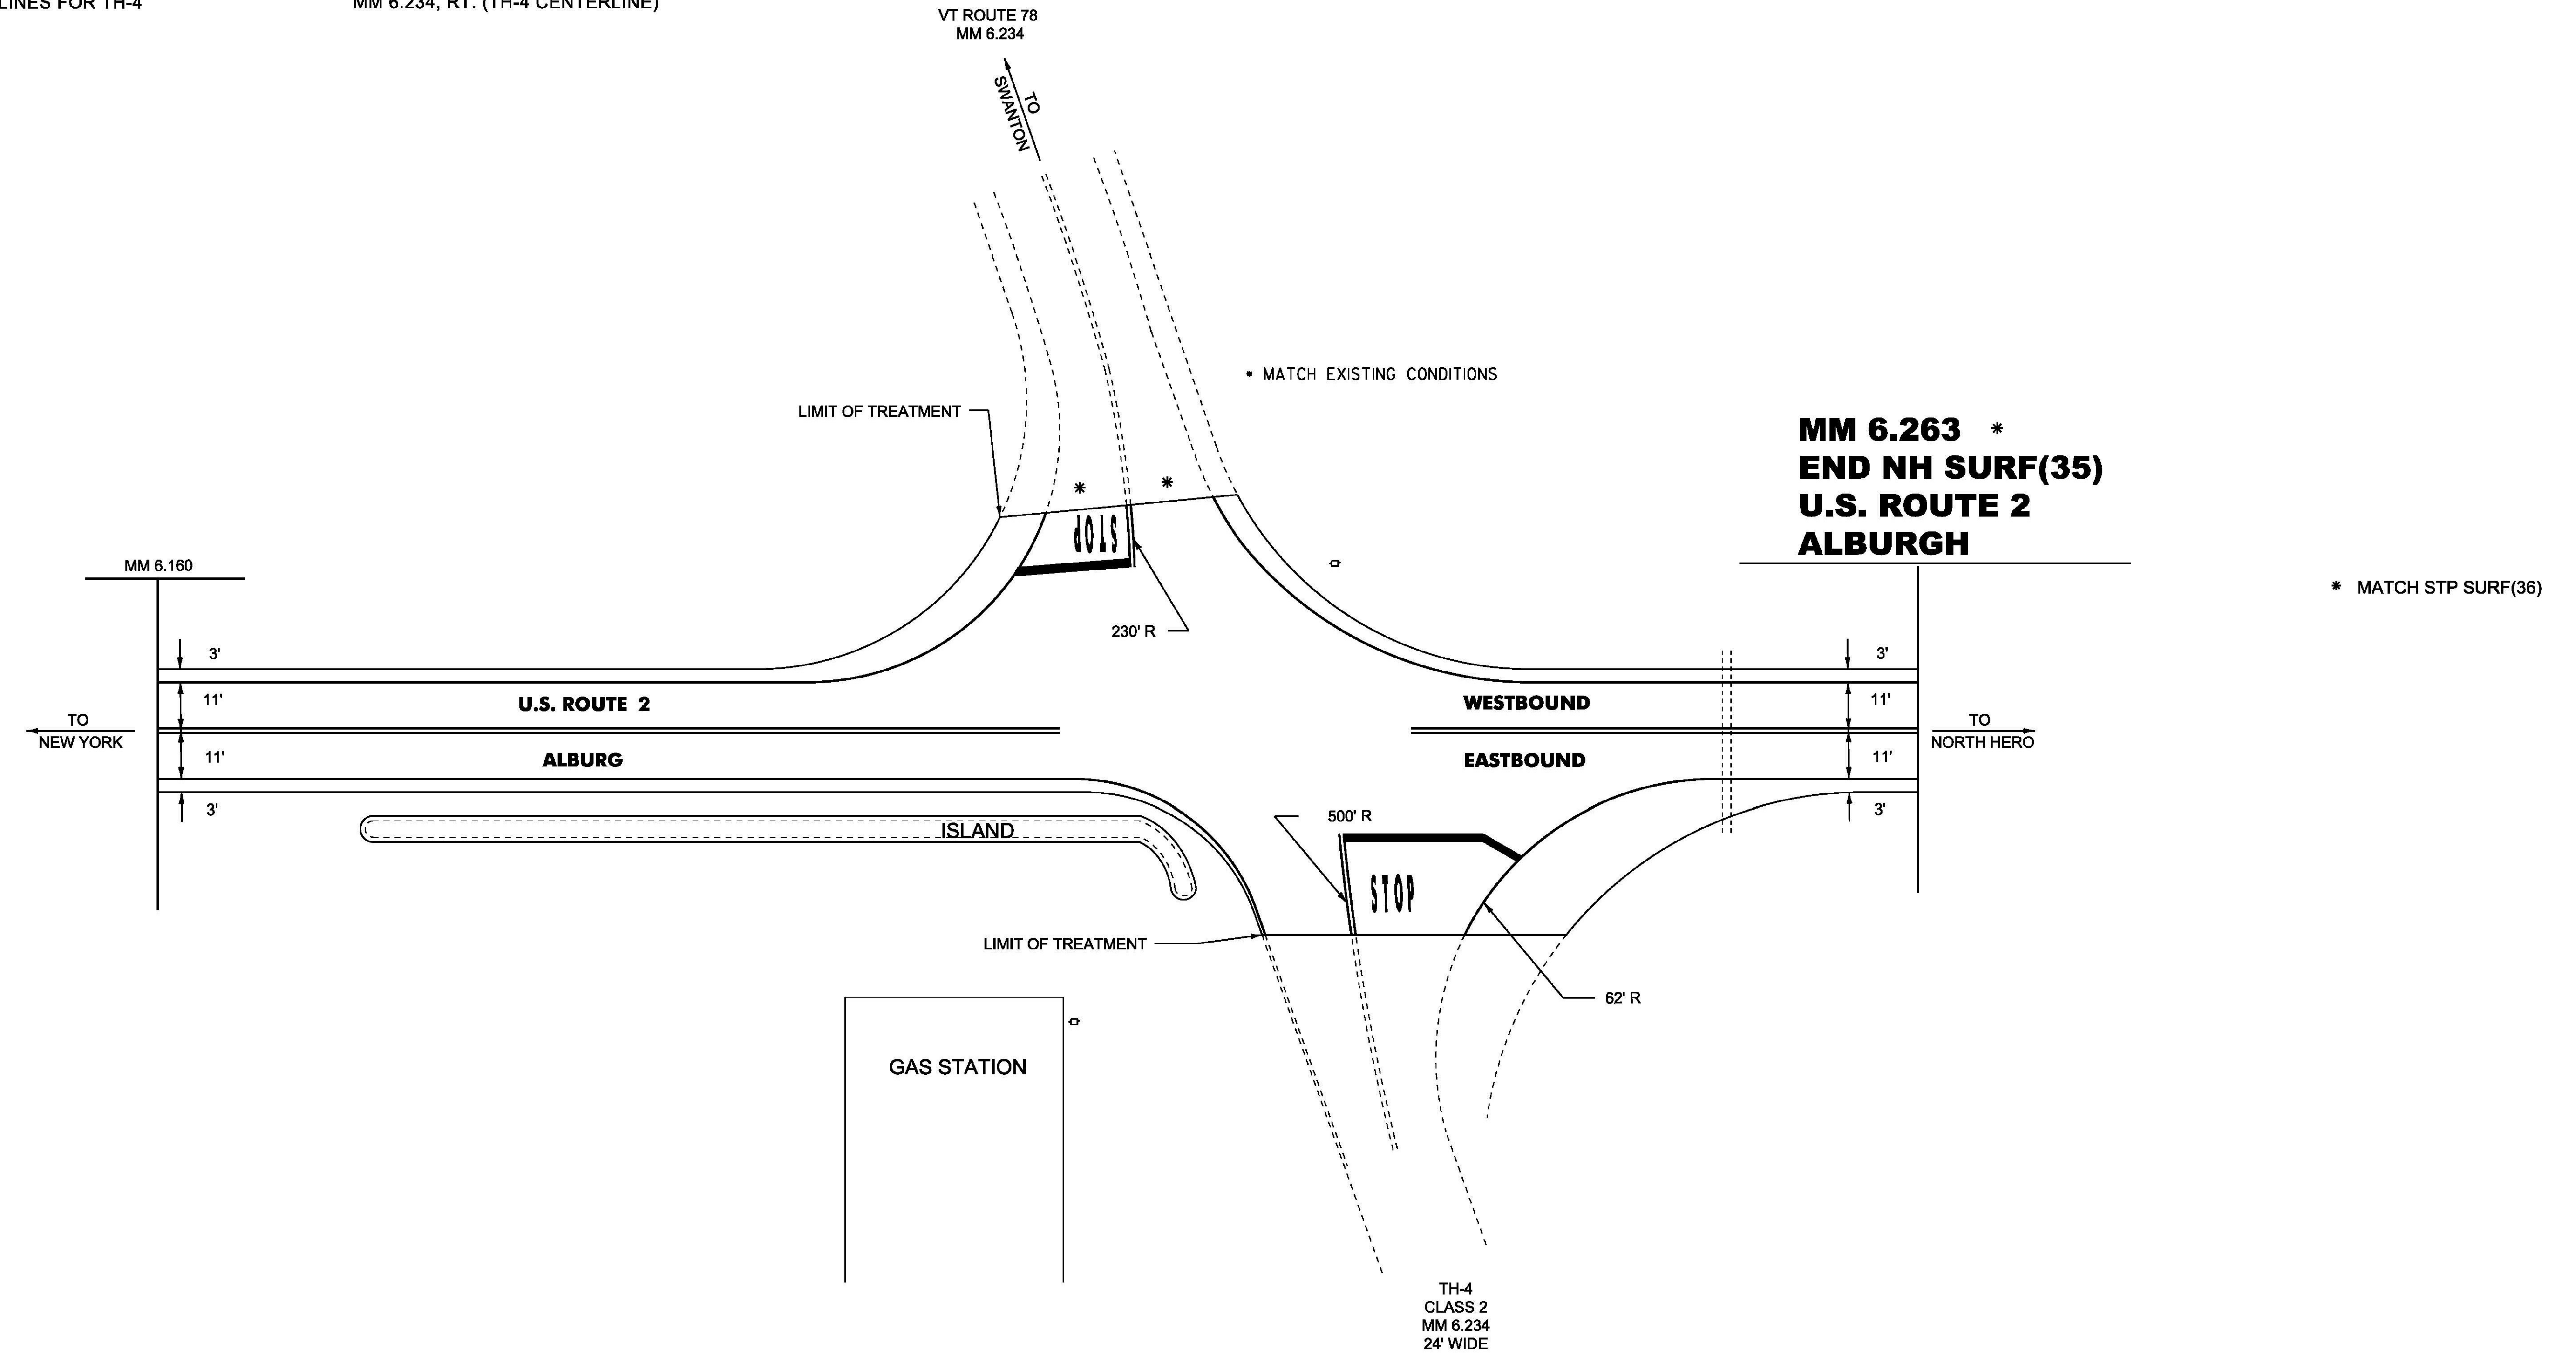 LINES FOR TH-4
MM 6.234, RT. (TH-4 CENTERLINE)
VT ROUTE 78
MM 6.234
TO
SWANTON
* MATCH EXISTING CONDITIONS
LIMIT OF TREATMENT
MM 6.263 *
END NH SURF(35)
U.S. ROUTE 2
ALBURGH
* *
STOP
MM 6.160
* MATCH STP SURF(36)
230' R
3'
3'
11'
U.S. ROUTE 2
WESTBOUND
11'
TO
NEW YORK
TO
NORTH HERO
11'
ALBURG
EASTBOUND
11'
3'
3'
500' R
ISLAND
STOP
LIMIT OF TREATMENT
62' R
GAS STATION
TH-4
CLASS 2
MM 6.234
24' WIDE